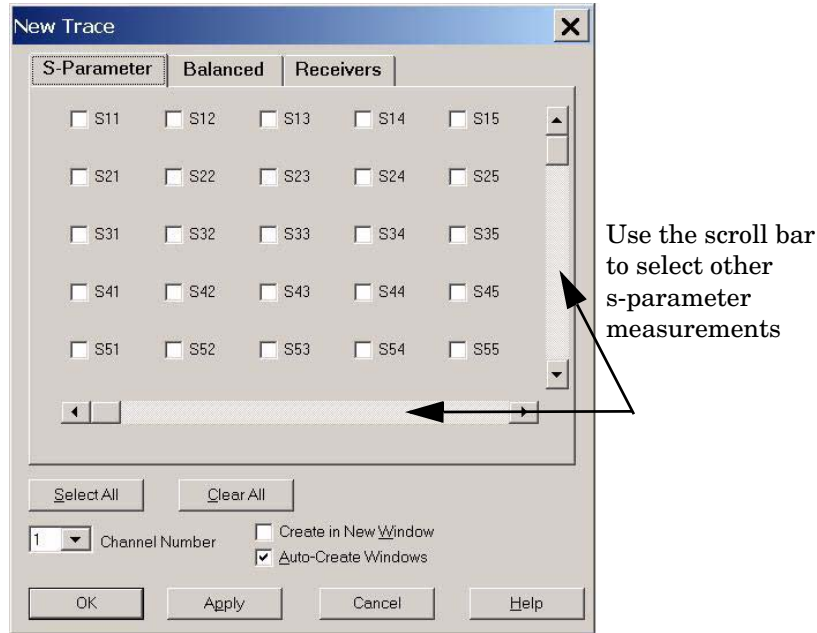 New Trace
S-Parameter Balanced Receivers
S11 S12 S13 S14 S15
S21 S22 S23 S24 S25
S31 S32 S33 S34 S35
S41 S42 S43 S44 S45
S51 S52 S53 S54 S55
Use the scroll bar
to select other
s-parameter
measurements
Select All Clear All
1 Channel Number
Create in New Window
Auto-Create Windows
OK Apply Cancel Help